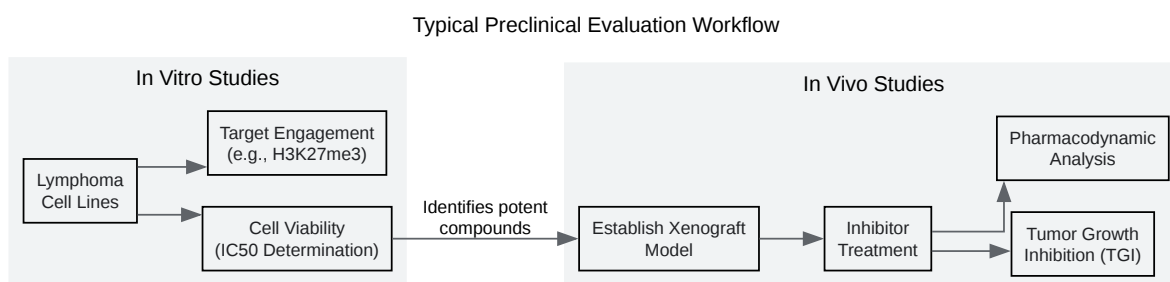 Typical Preclinical Evaluation Workflow
In Vitro Studies
Lymphoma
Cell Lines
Target Engagement
(e.g., H3K27me3)
Cell Viability
(IC50 Determination)
Identifies potent
compounds
In Vivo Studies
Establish Xenograft
Model
Inhibitor
Treatment
Pharmacodynamic
Analysis
Tumor Growth
Inhibition (TGI)